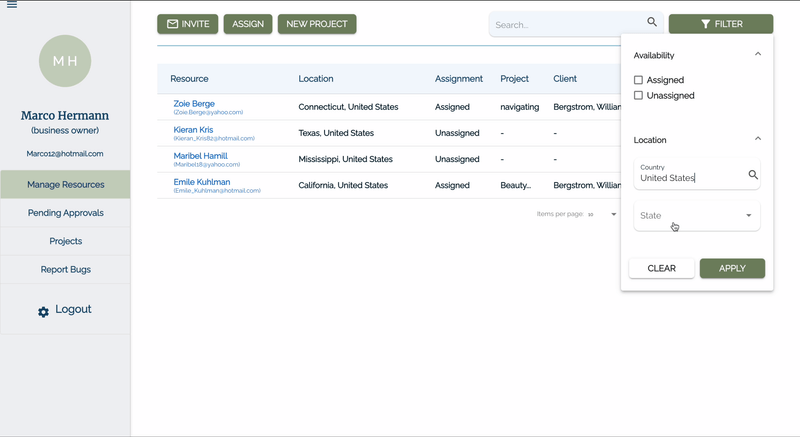 INVITE ASSIGN NEW PROJECT Search... FILTER
M H
Marco Hermann
(business owner)
Marco12@hotmail.com
Manage Resources
Pending Approvals
Projects
Report Bugs
Logout
Resource Location Assignment Project Client
Zoie Berge Connecticut, United States Assigned navigating Bergstrom, William
(Zoie.Berge@yahoo.com)
Kieran Kris Texas, United States Unassigned - -
(Kieran_Kris82@hotmail.com)
Maribel Hamill Mississippi, United States Unassigned - -
(Maribel18@yahoo.com)
Emile Kuhlman California, United States Assigned Beauty... Bergstrom, William
(Emile_Kuhlman@hotmail.com)
Items per page: 10
Availability
Assigned
Unassigned
Location
Country
United States
State
CLEAR APPLY